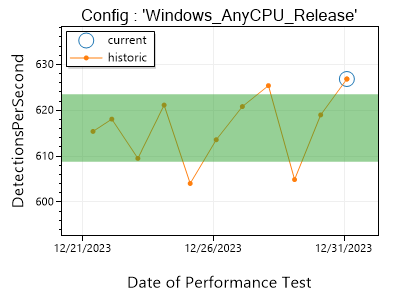 Config : 'Windows_AnyCPU_Release'
current
historic
DetectionsPerSecond
630
620
610
600
12/21/2023
12/26/2023
12/31/2023
Date of Performance Test